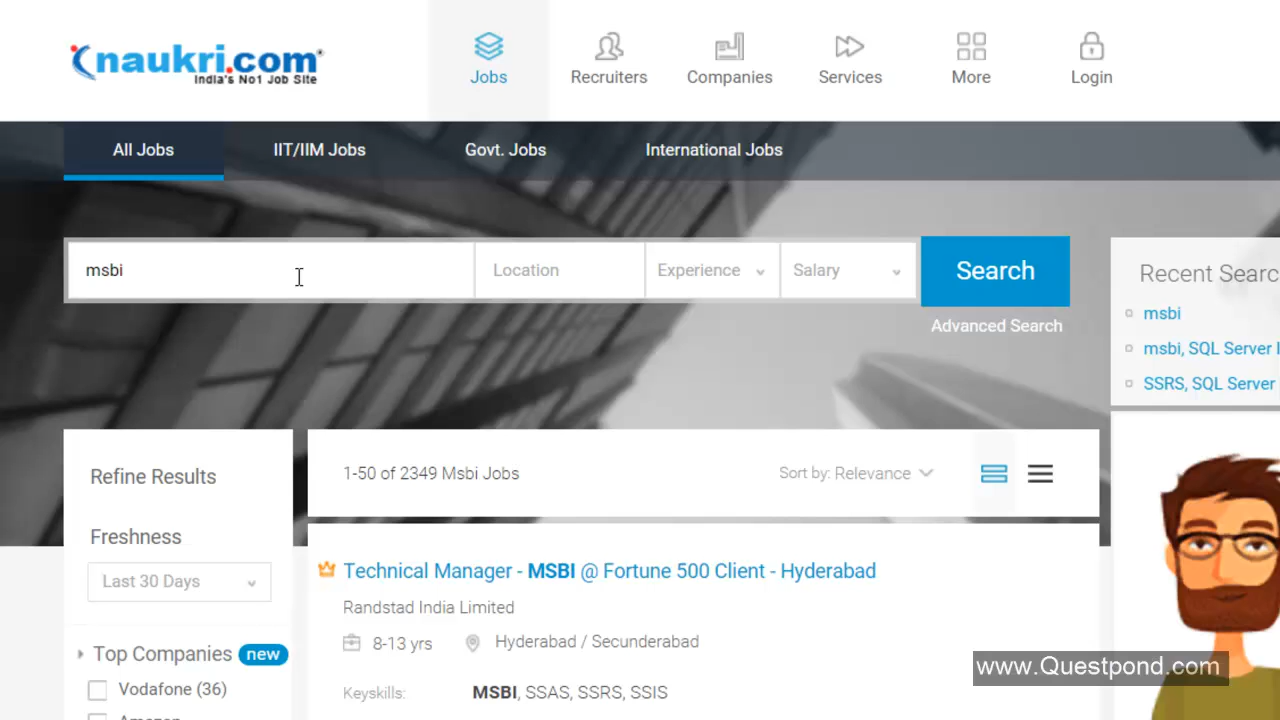 naukri.com
India's No1 Job Site
Jobs
Recruiters
Companies
Services
More
Login
All Jobs
IIT/IIM Jobs
Govt. Jobs
International Jobs
msbi
Location
Experience
Salary
Search
Advanced Search
Recent Searc
msbi
msbi, SQL Server
SSRS, SQL Server
Refine Results
Freshness
Last 30 Days
Top Companies new
Vodafone (36)
Amazon
1-50 of 2349 Msbi Jobs
Sort by: Relevance
Technical Manager - MSBI @ Fortune 500 Client - Hyderabad
Randstad India Limited
8-13 yrs
Hyderabad / Secunderabad
Keyskills: MSBI, SSAS, SSRS, SSIS
www.Questpond.com